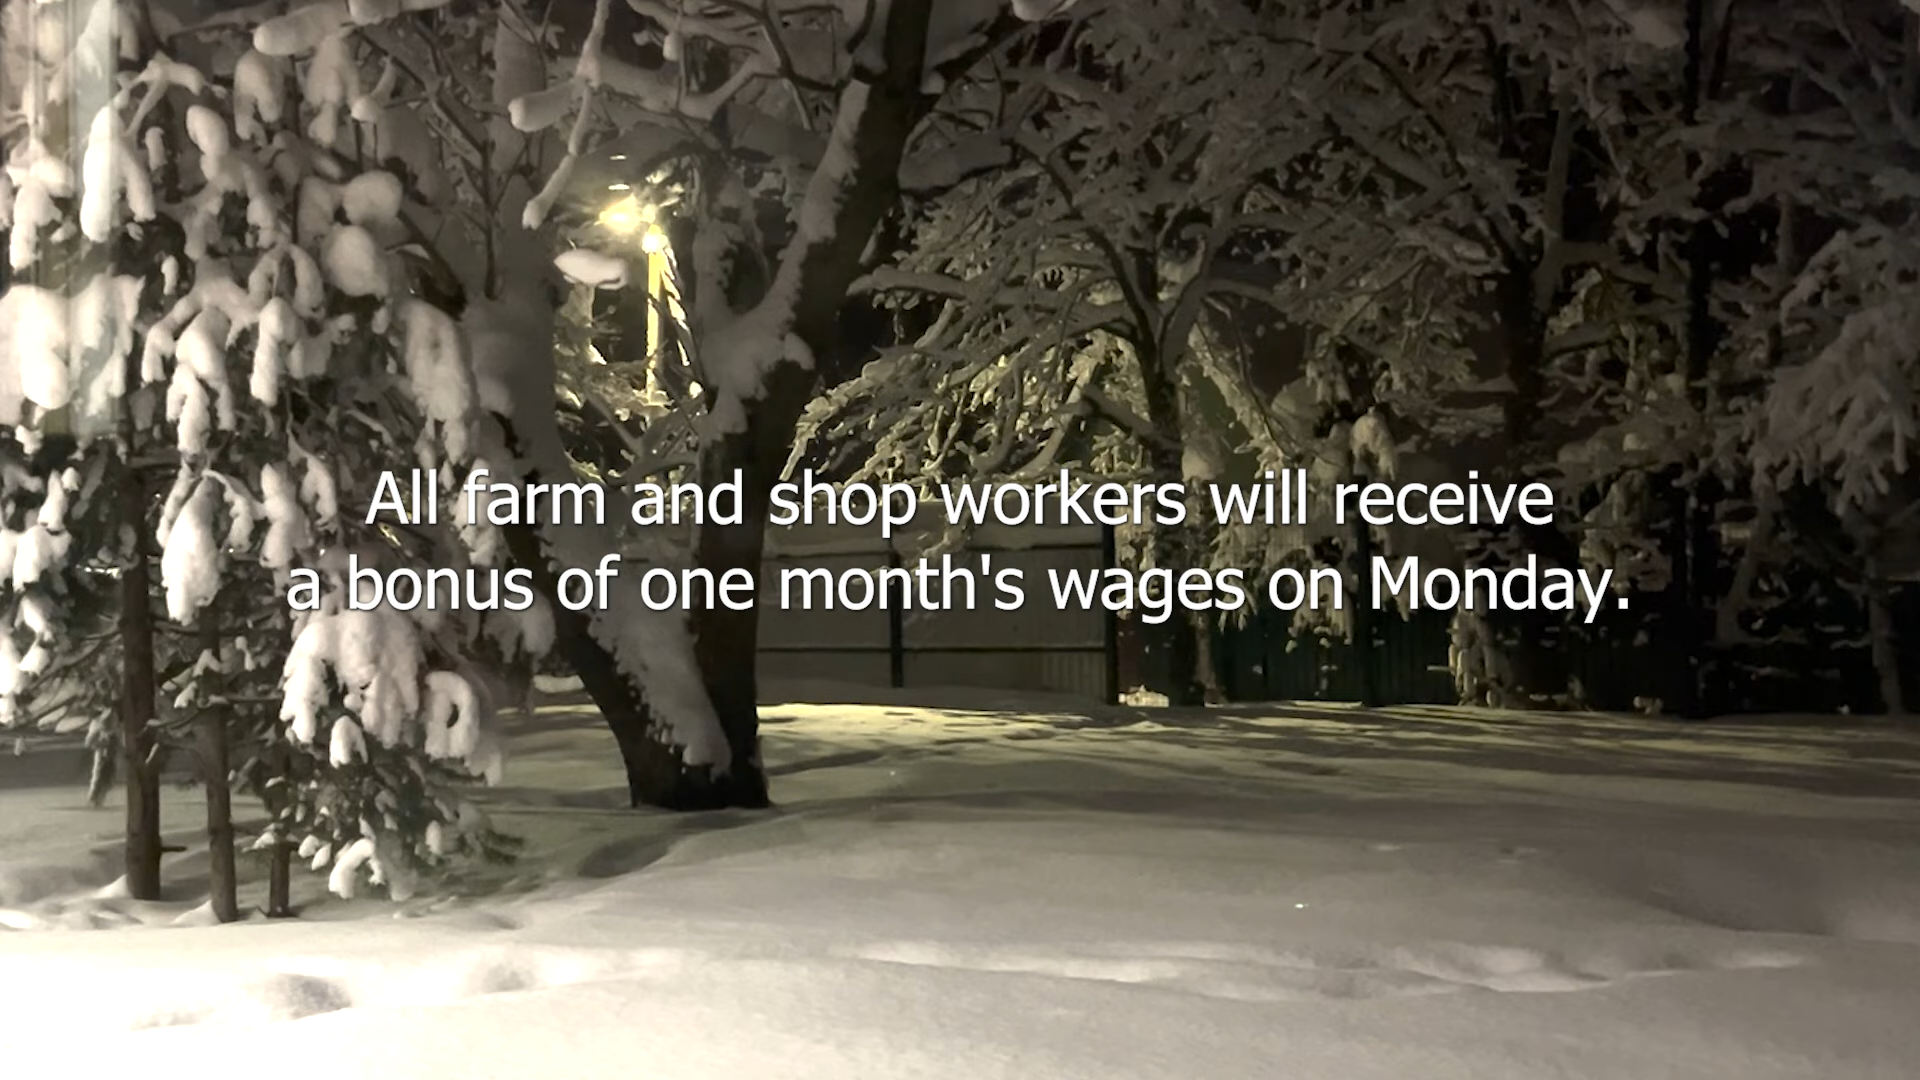 All farm and shop workers will receive
a bonus of one month's wages on Monday.